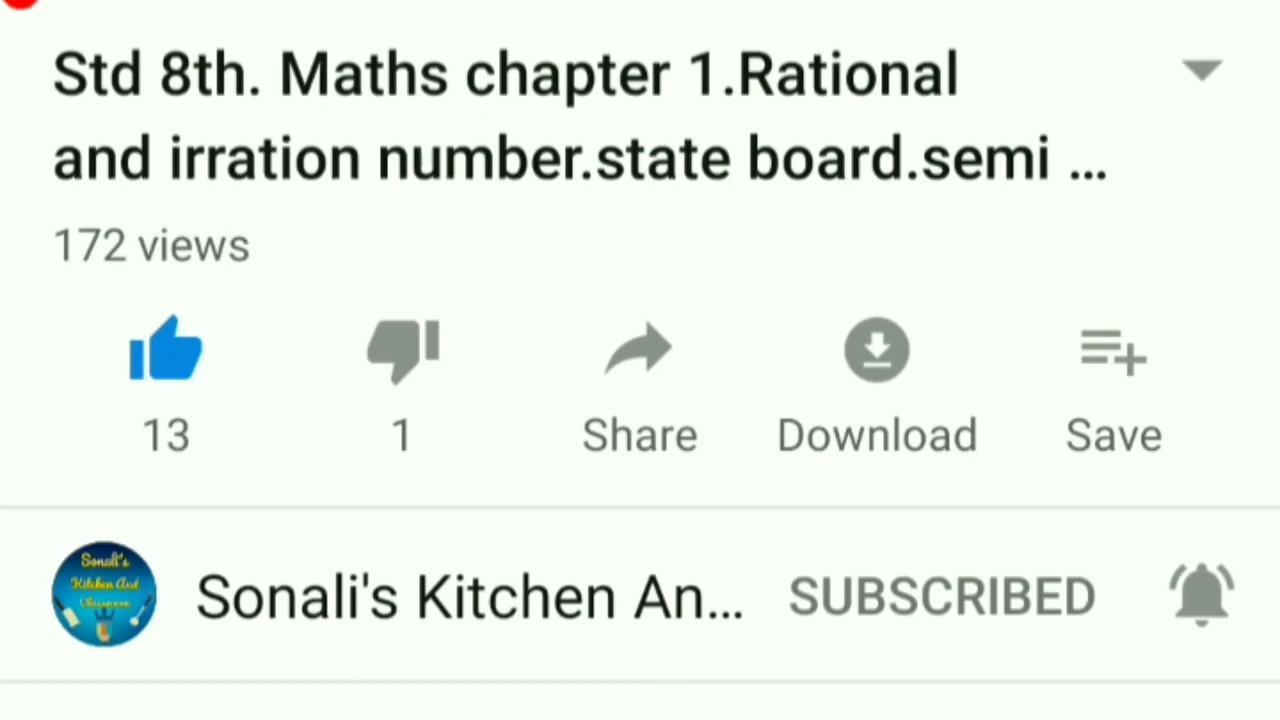 Std 8th. Maths chapter 1.Rational
and irration number.state board.semi ...
172 views
13 1 Share Download Save
Sonali's
Kitchen And
Sonali's Kitchen An... SUBSCRIBED